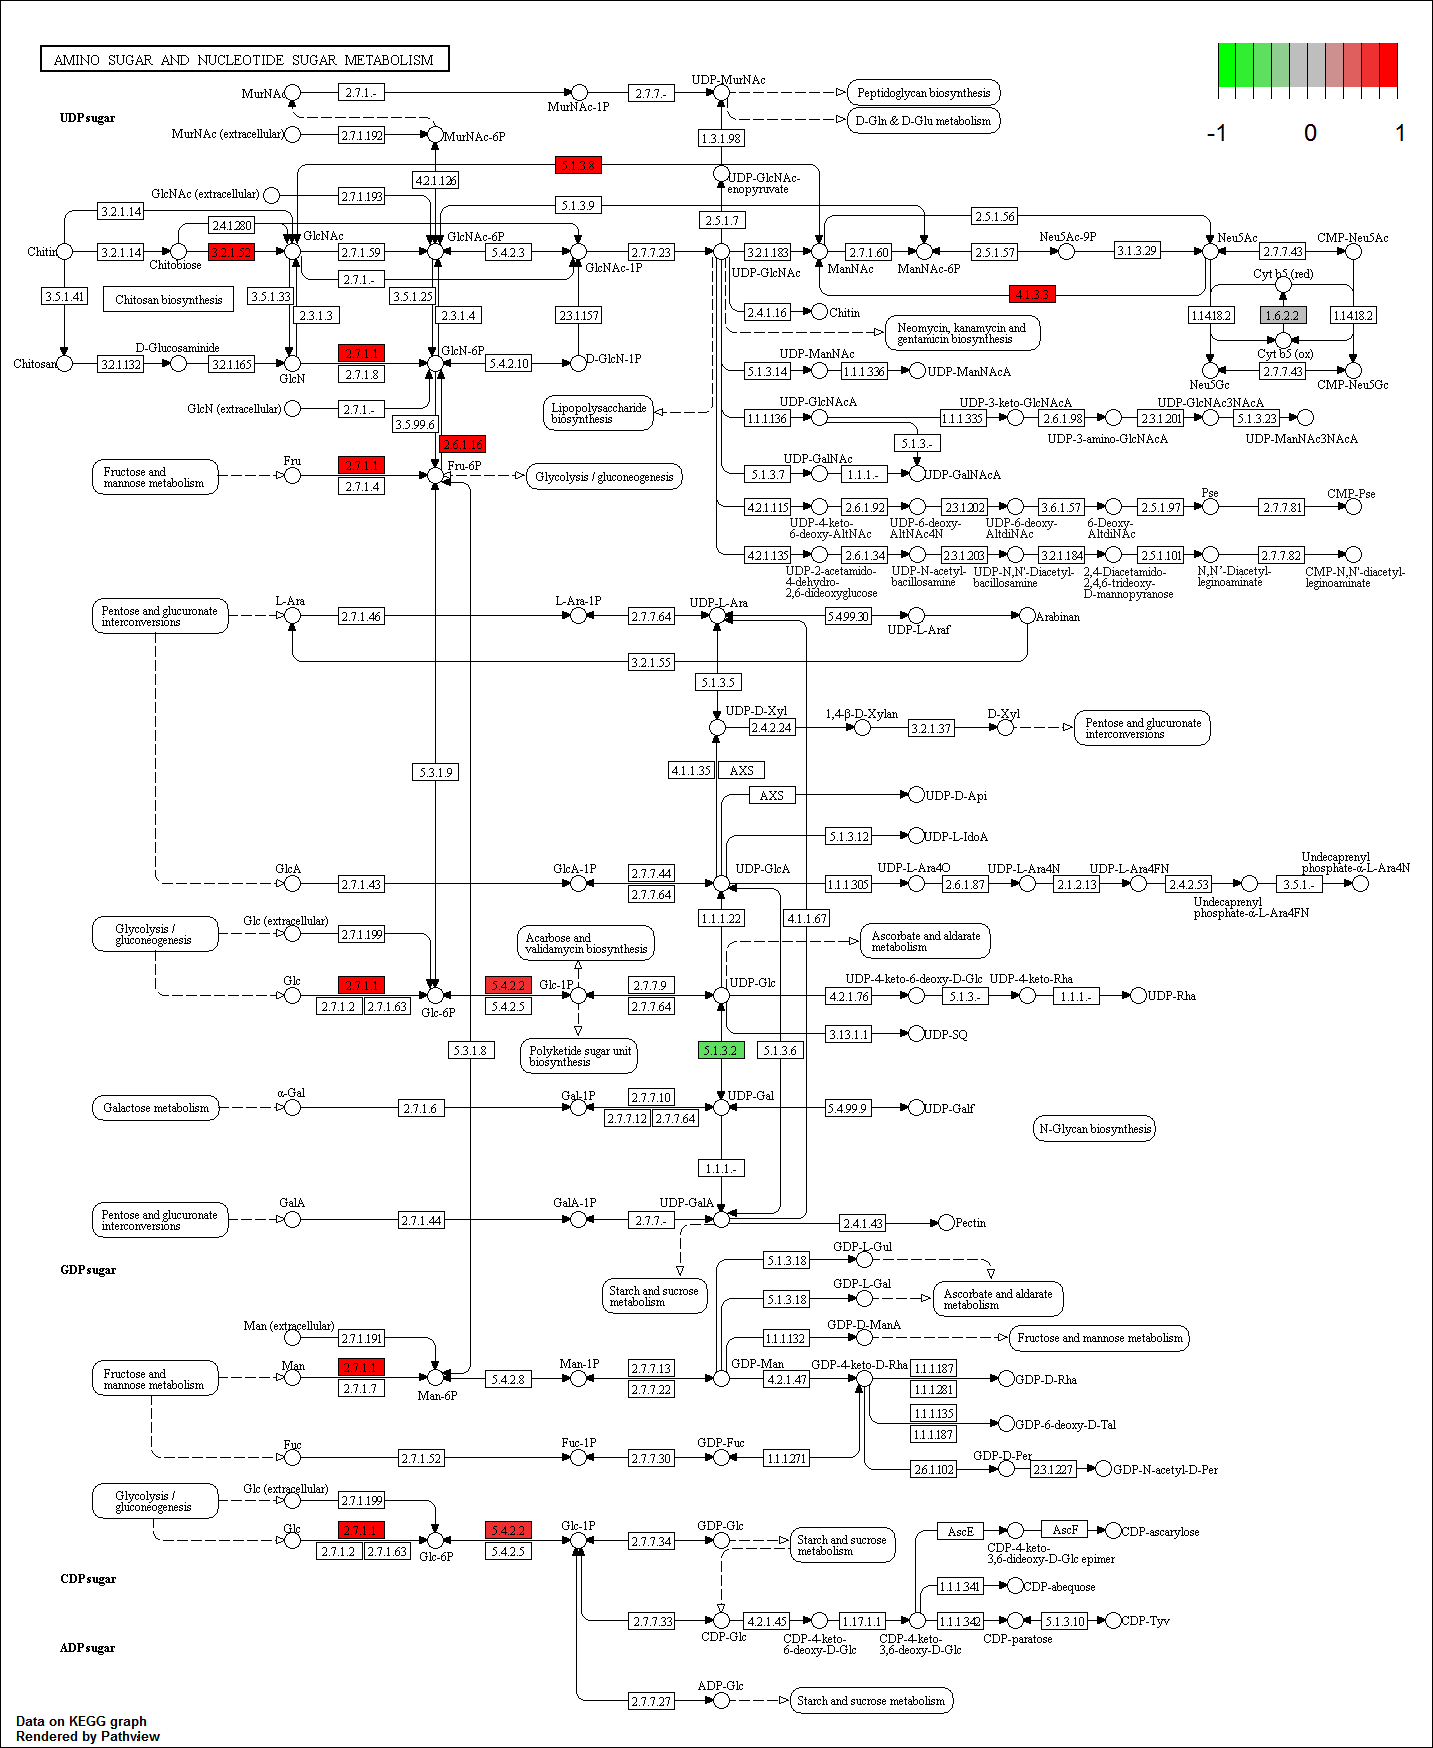 AMINO SUGAR AND NUCLEOTIDE SUGAR METABOLISM
-1 0 1
UDP sugar
MurNAc 2.7.1.- MurNAc-1P 2.7.7.- UDP-MurNAc Peptidoglycan biosynthesis
D-Gln & D-Glu metabolism
MurNAc (extracellular) 2.7.1.192 MurNAc-6P 1.3.1.98
5.1.3.8
4.2.1.126 UDP-GlcNAc-
enopyruvate
GlcNAc (extracellular) 2.7.1.193 5.1.3.9
3.2.1.14 2.4.1.280 2.5.1.7 2.5.1.56
Chitin 3.2.1.14 Chitobiose 3.2.1.52 GlcNAc 2.7.1.59 GlcNAc-6P 5.4.2.3 GlcNAc-1P 2.7.7.23 UDP-GlcNAc 3.2.1.183 ManNAc 2.7.1.60 ManNAc-6P 2.5.1.57 Neu5Ac-9P 3.1.3.29 Neu5Ac 2.7.7.43 CMP-Neu5Ac
2.7.1.-
Cyt b5 (red)
3.5.1.41 Chitosan biosynthesis 3.5.1.33 3.5.1.25 4.1.3.3
2.3.1.3 2.3.1.4 2.3.1.157 2.4.1.16 Chitin 1.14.18.2 1.6.2.2 1.14.18.2
Neomycin, kanamycin and
gentamicin biosynthesis
Cyt b5 (ox)
Chitosan 3.2.1.132 D-Glucosaminide 3.2.1.165 GlcN 2.7.1.1 GlcN-6P 5.4.2.10 D-GlcN-1P
2.7.1.8
UDP-ManNAc
5.1.3.14 1.1.1.336 UDP-ManNAcA Neu5Gc 2.7.7.43 CMP-Neu5Gc
GlcN (extracellular) 2.7.1.- Lipopolysaccharide
biosynthesis
UDP-GlcNAcA UDP-3-keto-GlcNAcA UDP-GlcNAc3NAcA
1.1.1.136 1.1.1.335 2.6.1.98 2.3.1.201 5.1.3.23
3.5.99.6 UDP-3-amino-GlcNAcA UDP-ManNAc3NAcA
2.6.1.16 5.1.3.-
Fructose and
mannose metabolism
Fru 2.7.1.1 Fru-6P Glycolysis / gluconeogenesis
2.7.1.4
UDP-GalNAc
5.1.3.7 1.1.1.- UDP-GalNAcA
Pse CMP-Pse
4.2.1.115 2.6.1.92 2.3.1.202 3.6.1.57 2.5.1.97 2.7.7.81
UDP-4-keto-
6-deoxy-AltNAc
UDP-6-deoxy-
AltNAc4N
UDP-6-deoxy-
AltdiNAc
6-Deoxy-
AltdiNAc
4.2.1.135 2.6.1.34 2.3.1.203 3.2.1.184 2.5.1.101 2.7.7.82
UDP-2-acetamido-
4-dehydro-
2,6-dideoxyglucose
UDP-N-acetyl-
bacillosamine
UDP-N,N'-Diacetyl-
bacillosamine
2,4-Diacetamido-
2,4,6-trideoxy-
D-mannopyranose
N,N'-Diacetyl-
leginoaminate
CMP-N,N'-diacetyl-
leginoaminate
Pentose and glucuronate
interconversions
L-Ara 2.7.1.46 L-Ara-1P 2.7.7.64 UDP-L-Ara 5.4.99.30 UDP-L-Araf Arabinan
3.2.1.55
5.1.3.5
UDP-D-Xyl 2.4.2.24 1,4-β-D-Xylan 3.2.1.37 D-Xyl Pentose and glucuronate
interconversions
5.3.1.9 4.1.1.35 AXS
AXS UDP-D-Api
5.1.3.12 UDP-L-IdoA
GlcA 2.7.1.43 GlcA-1P 2.7.7.44 UDP-GlcA 1.1.1.305 UDP-L-Ara4O 2.6.1.87 UDP-L-Ara4N 2.1.2.13 UDP-L-Ara4FN 2.4.2.53 3.5.1.-
2.7.7.64
Undecaprenyl
phosphate-α-L-Ara4N
Undecaprenyl
phosphate-α-L-Ara4FN
Glycolysis /
gluconeogenesis
Glc (extracellular) 2.7.1.199 1.1.1.22 4.1.1.67
Acarbose and
validamycin biosynthesis
Ascorbate and aldarate
metabolism
Glc 2.7.1.1 Glc-6P 5.4.2.2 Glc-1P 2.7.7.9 UDP-Glc 4.2.1.76 UDP-4-keto-6-deoxy-D-Glc 5.1.3.- UDP-4-keto-Rha 1.1.1.- UDP-Rha
2.7.1.2 2.7.1.63 5.4.2.5 2.7.7.64
3.13.1.1 UDP-SQ
5.3.1.8 Polyketide sugar unit
biosynthesis
5.1.3.2 5.1.3.6
Galactose metabolism α-Gal 2.7.1.6 Gal-1P 2.7.7.10 UDP-Gal 5.4.99.9 UDP-Galf
2.7.7.12 2.7.7.64
N-Glycan biosynthesis
1.1.1.-
Pentose and glucuronate
interconversions
GalA 2.7.1.44 GalA-1P 2.7.7.- UDP-GalA 2.4.1.43 Pectin
GDP sugar
Starch and sucrose
metabolism
5.1.3.18 GDP-L-Gul
5.1.3.18 GDP-L-Gal Ascorbate and aldarate
metabolism
Man (extracellular) 2.7.1.191 1.1.1.132 GDP-D-ManA Fructose and mannose metabolism
Fructose and
mannose metabolism
Man 2.7.1.1 Man-6P 5.4.2.8 Man-1P 2.7.7.13 GDP-Man 4.2.1.47 GDP-4-keto-D-Rha 1.1.1.187 GDP-D-Rha
2.7.1.7 2.7.7.22 1.1.1.281
1.1.1.135 GDP-6-deoxy-D-Tal
1.1.1.187
Fuc 2.7.1.52 Fuc-1P 2.7.7.30 GDP-Fuc 1.1.1.271
2.6.1.102 GDP-D-Per 2.3.1.227 GDP-N-acetyl-D-Per
Glycolysis /
gluconeogenesis
Glc (extracellular) 2.7.1.199
Glc 2.7.1.1 Glc-6P 5.4.2.2 Glc-1P 2.7.7.34 GDP-Glc Starch and sucrose
metabolism
2.7.1.2 2.7.1.63 5.4.2.5
AscE AscF CDP-ascarylose
CDP-4-keto-
3,6-dideoxy-D-Glc epimer
CDP sugar
1.1.1.341 CDP-abequose
2.7.7.33 CDP-Glc 4.2.1.45 1.17.1.1 1.1.1.342 5.1.3.10 CDP-Tyv
CDP-4-keto-
6-deoxy-D-Glc
CDP-4-keto-
3,6-deoxy-D-Glc
CDP-paratose
ADP sugar
2.7.7.27 ADP-Glc Starch and sucrose metabolism
Data on KEGG graph
Rendered by Pathview